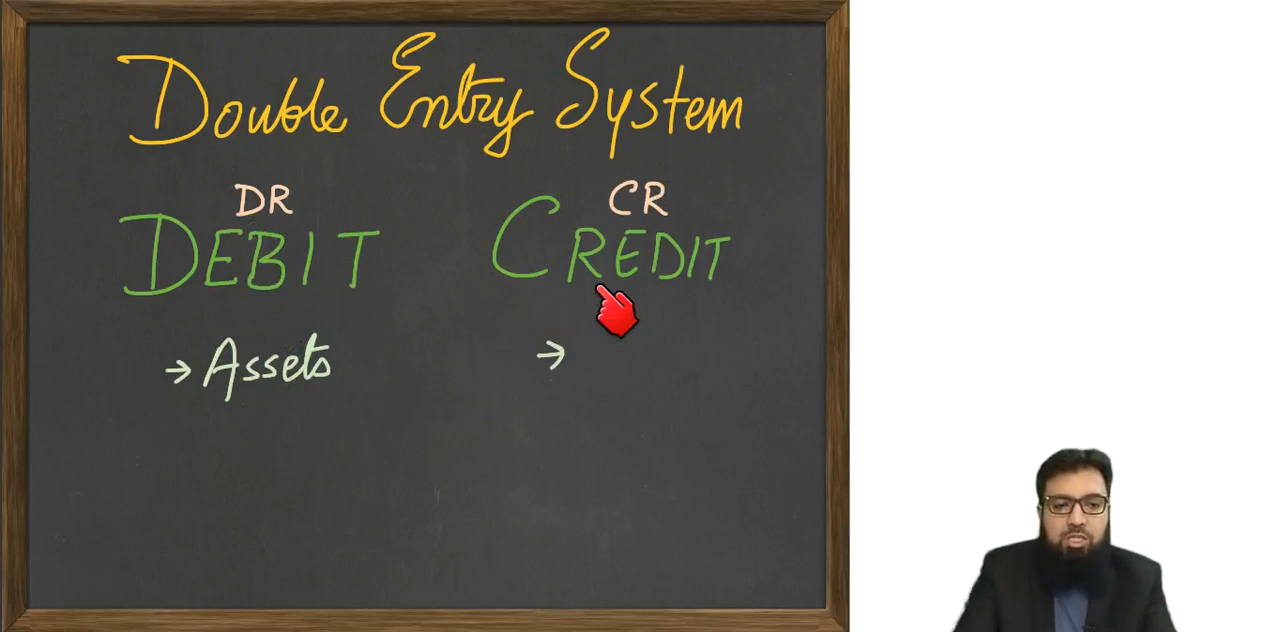 Double Entry System
DR CR
DEBIT CREDIT
→ Assets →